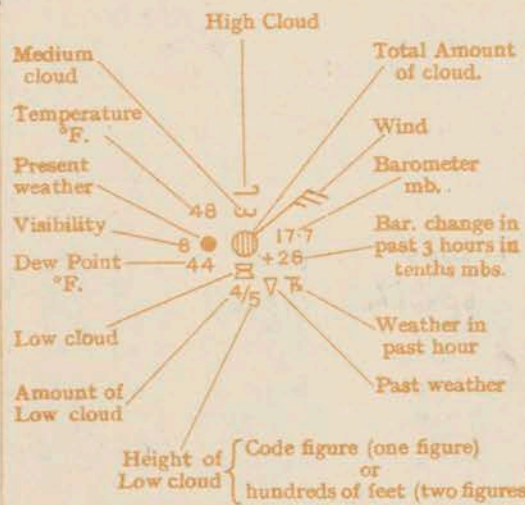 High Cloud
Medium
cloud
Total Amount
of cloud.
Temperature
°F.
Wind
Present
weather
Barometer
mb.
48
Visibility
8
17.7
Bar. change in
past 3 hours in
tenths mbs.
+26
Dew Point
°F.
44
4/5
Low cloud
Weather in
past hour
Amount of
Low cloud
Past weather
Height of
Low cloud
Code figure (one figure)
or
hundreds of feet (two figures